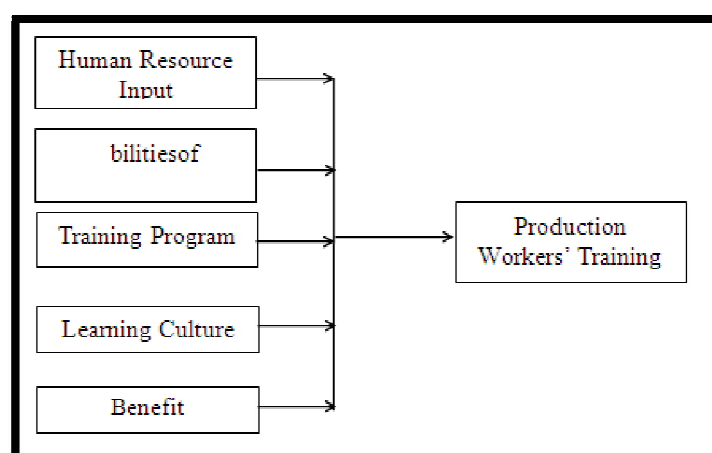 Human Resource
Input
bilitiesof
Training Program
Learning Culture
Benefit
Production
Workers’ Training